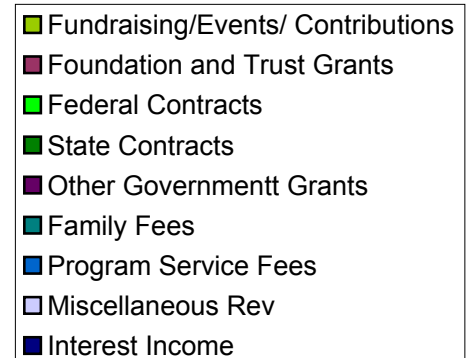 Fundraising/Events/ Contributions
Foundation and Trust Grants
Federal Contracts
State Contracts
Other Governmentt Grants
Family Fees
Program Service Fees
Miscellaneous Rev
Interest Income